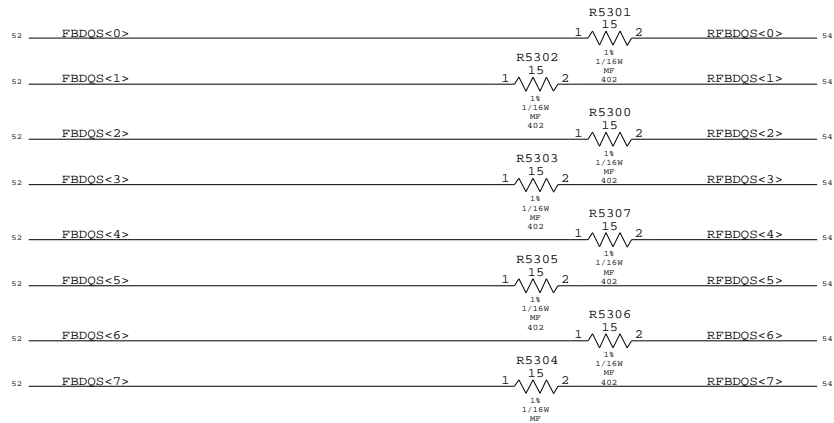 R5301
15
52 FBDQS<0> 1 2 RFBDQS<0> 54
1%
1/16W
MF
402
R5302
15
52 FBDQS<1> 1 2 RFBDQS<1> 54
1%
1/16W
MF
402
R5300
15
52 FBDQS<2> 1 2 RFBDQS<2> 54
1%
1/16W
MF
402
R5303
15
52 FBDQS<3> 1 2 RFBDQS<3> 54
1%
1/16W
MF
402
R5307
15
52 FBDQS<4> 1 2 RFBDQS<4> 54
1%
1/16W
MF
402
R5305
15
52 FBDQS<5> 1 2 RFBDQS<5> 54
1%
1/16W
MF
402
R5306
15
52 FBDQS<6> 1 2 RFBDQS<6> 54
1%
1/16W
MF
402
R5304
15
52 FBDQS<7> 1 2 RFBDQS<7> 54
1%
1/16W
MF